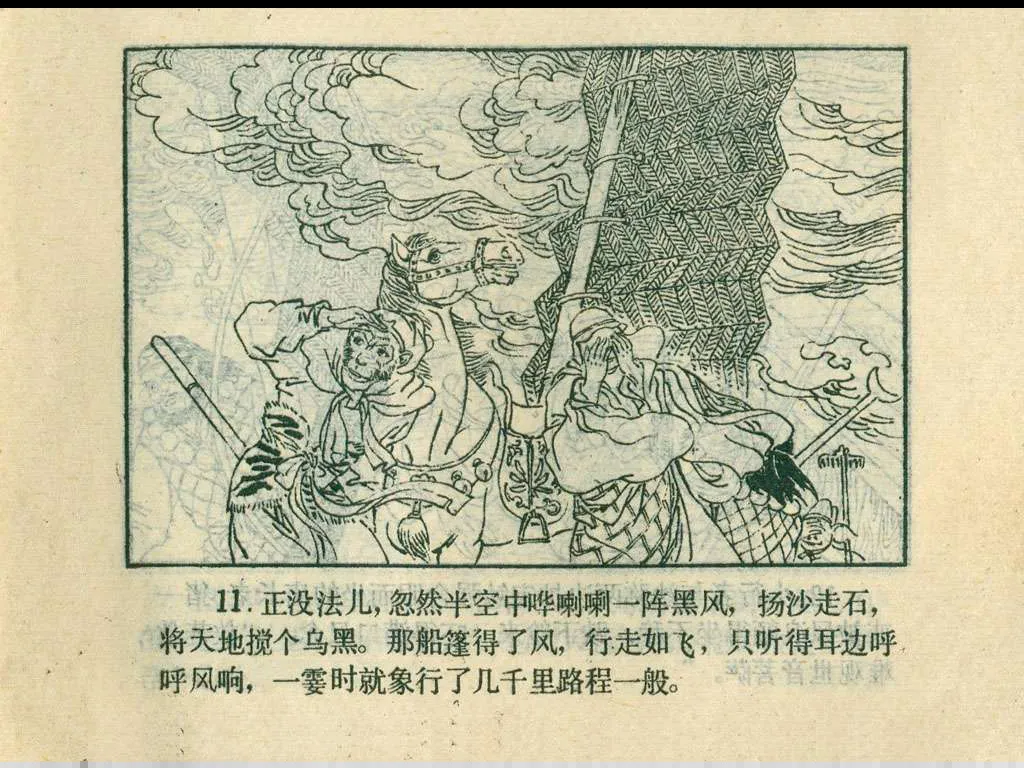 11. 正没法儿，忽然半空中哗喇喇一阵黑风，扬沙走石，
将天地搅个乌黑。那船篷得了风，行走如飞，只听得耳边呼
呼风响，一霎时就象行了几千里路程一般。